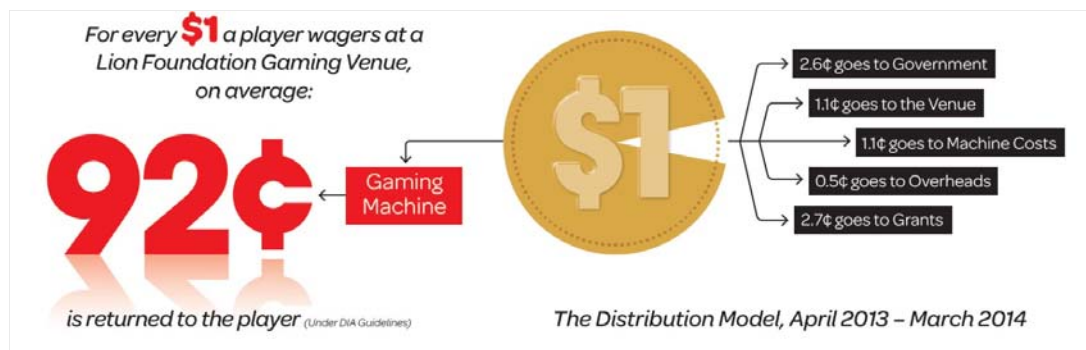 For every $1 a player wagers at a
Lion Foundation Gaming Venue,
on average:
92¢
Gaming
Machine
is returned to the player (Under DIA Guidelines)
$1
2.6¢ goes to Government
1.1¢ goes to the Venue
1.1¢ goes to Machine Costs
0.5¢ goes to Overheads
2.7¢ goes to Grants
The Distribution Model, April 2013 – March 2014